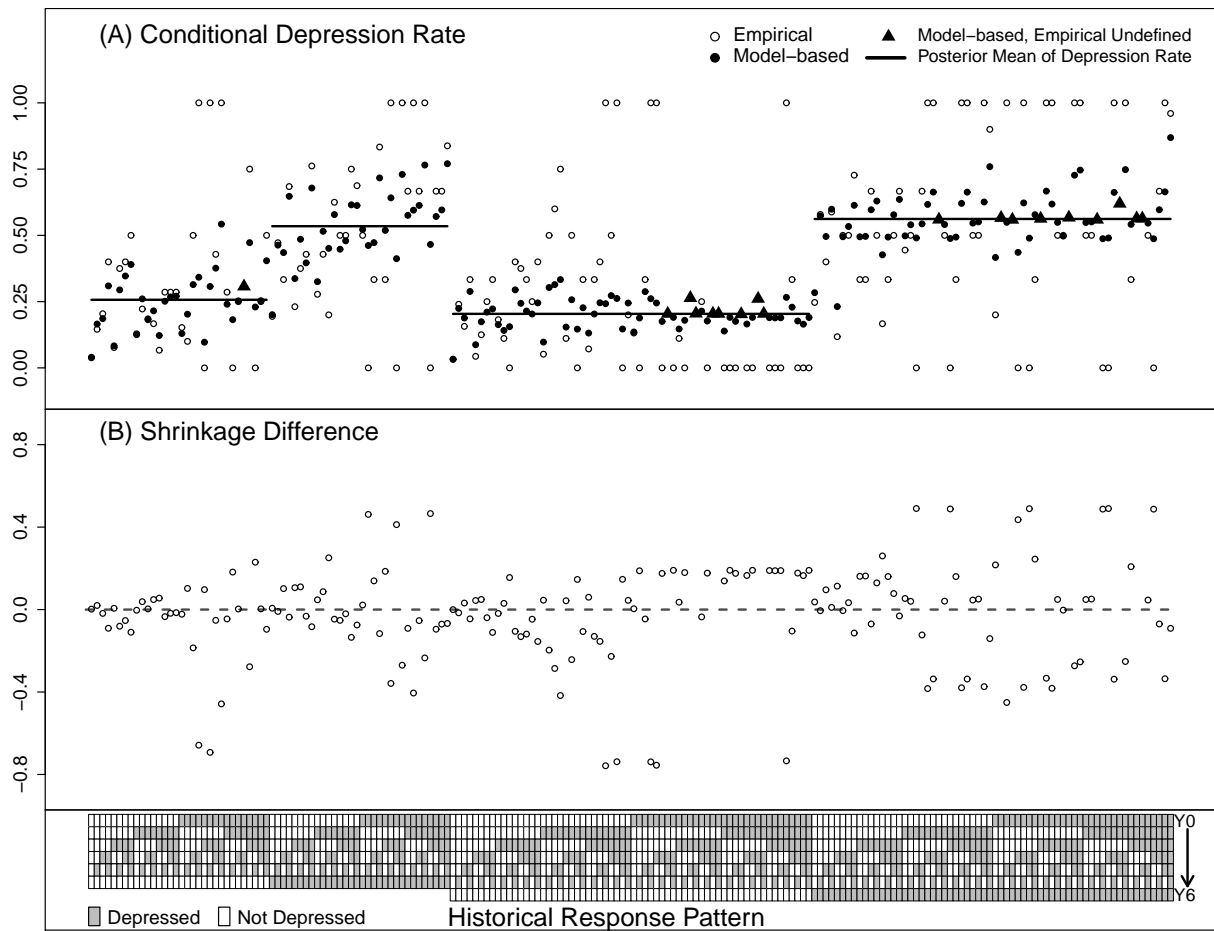 (A) Conditional Depression Rate
Empirical
Model−based
Model−based, Empirical Undefined
Posterior Mean of Depression Rate
1.00
0.75
0.50
0.25
0.00
(B) Shrinkage Difference
0.8
0.4
0.0
−0.4
−0.8
Y0
Y6
Depressed
Not Depressed
Historical Response Pattern